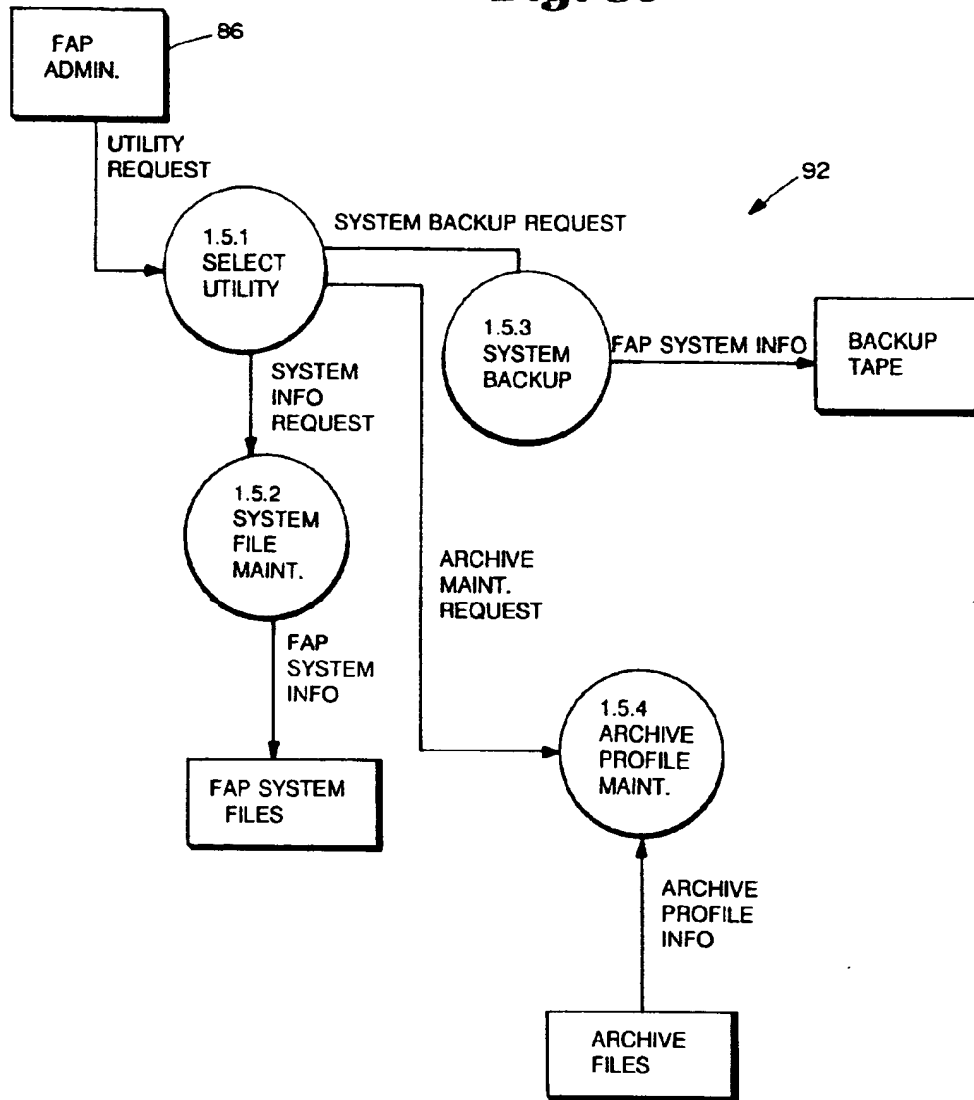 FAP
ADMIN.
86
UTILITY
REQUEST
92
1.5.1
SELECT
UTILITY
SYSTEM BACKUP REQUEST
1.5.3
SYSTEM
BACKUP
FAP SYSTEM INFO
BACKUP
TAPE
SYSTEM
INFO
REQUEST
1.5.2
SYSTEM
FILE
MAINT.
ARCHIVE
MAINT.
REQUEST
FAP
SYSTEM
INFO
FAP SYSTEM
FILES
1.5.4
ARCHIVE
PROFILE
MAINT.
ARCHIVE
PROFILE
INFO
ARCHIVE
FILES